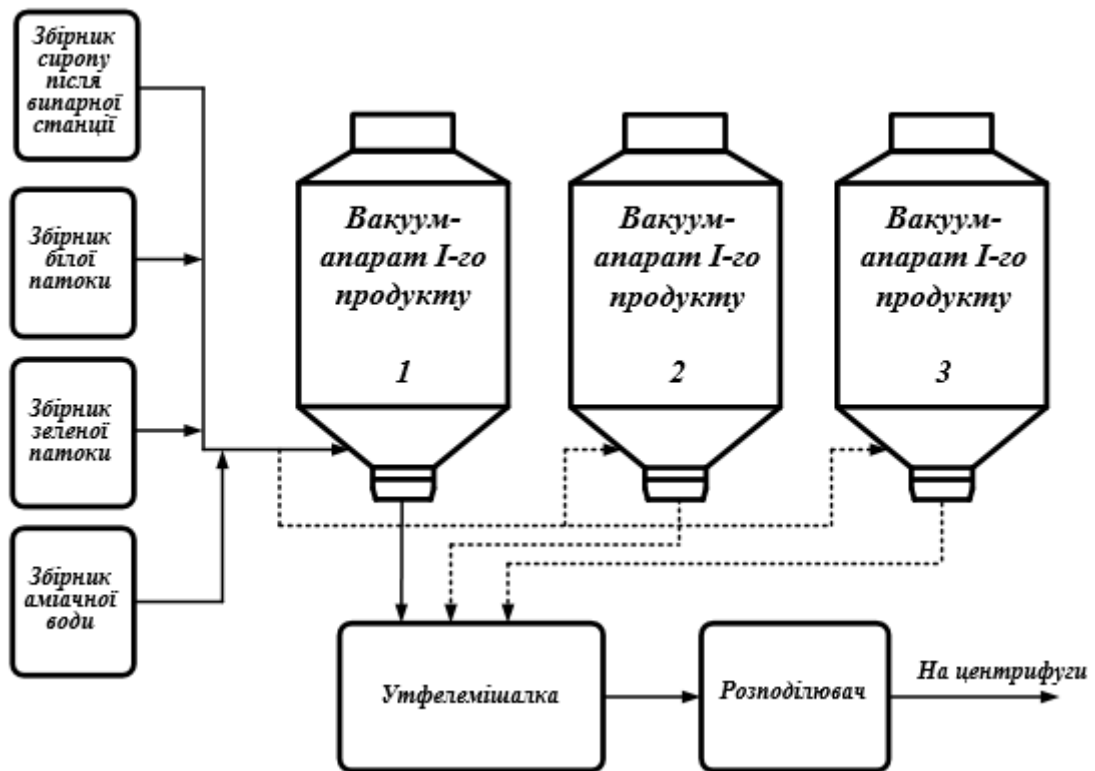 Збірник
сиропу
після
випарної
станції
Збірник
білої
патоки
Збірник
зеленої
патоки
Збірник
аміачної
води
Вакуум-
апарат І-го
продукту
1
Вакуум-
апарат І-го
продукту
2
Вакуум-
апарат І-го
продукту
3
Утфелемішалка
Розподілювач
На центрифуги